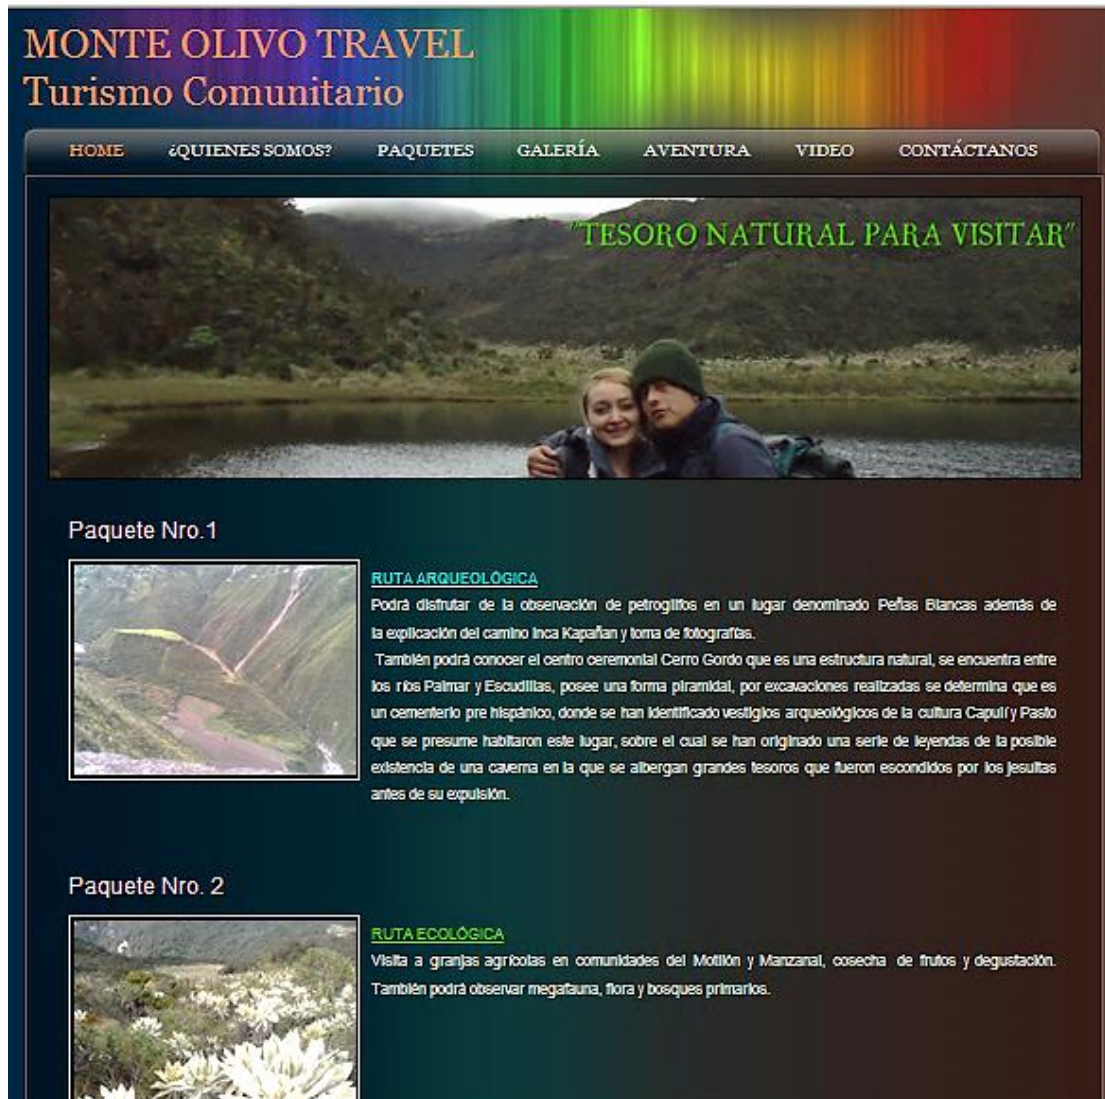 MONTE OLIVO TRAVEL
Turismo Comunitario
HOME ¿QUIENES SOMOS? PAQUETES GALERÍA AVENTURA VIDEO CONTÁCTANOS
"TESORO NATURAL PARA VISITAR"
Paquete Nro.1
RUTA ARQUEOLÓGICA
Podrá disfrutar de la observación de petroglifos en un lugar denominado Peñas Blancas además de
la explicación del camino Inca Kapañan y toma de fotografías.
También podrá conocer el centro ceremonial Cerro Gordo que es una estructura natural, se encuentra entre
los ríos Palmar y Escudillas, posee una forma piramidal, por excavaciones realizadas se determina que es
un cementerio pre hispánico, donde se han identificado vestigios arqueológicos de la cultura Capulí y Pasto
que se presume habitaron este lugar, sobre el cual se han originado una serie de leyendas de la posible
existencia de una caverna en la que se albergan grandes tesoros que fueron escondidos por los jesuitas
antes de su expulsión.
Paquete Nro. 2
RUTA ECOLÓGICA
Visita a granjas agrícolas en comunidades del Motilón y Manzanal, cosecha de frutos y degustación.
También podrá observar megafauna, flora y bosques primarios.